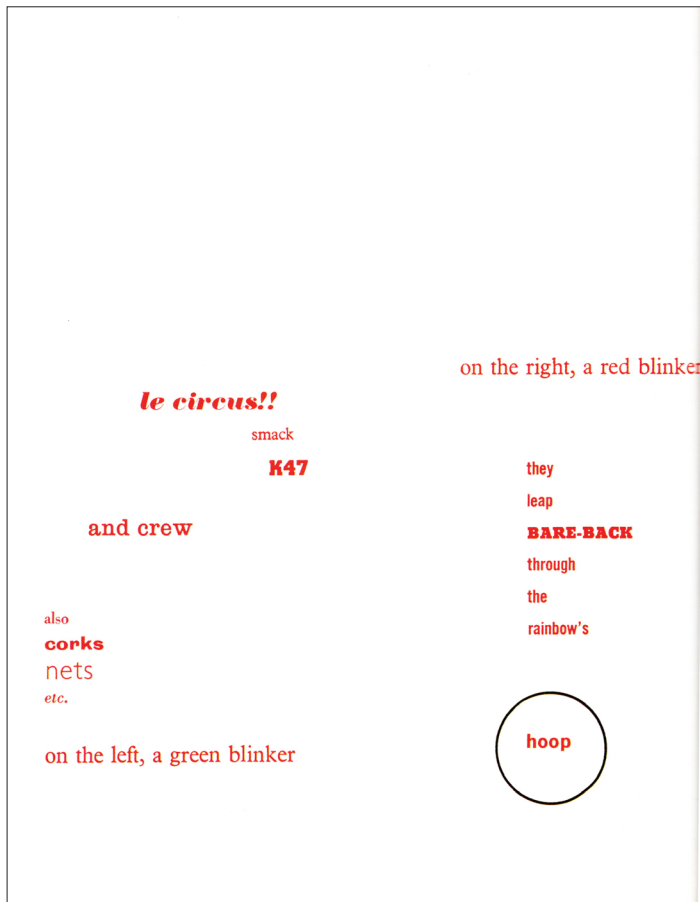 le circus!!
smack
K47
and crew
also
corks
nets
etc.
on the left, a green blinker
on the right, a red blinker
they
leap
BARE-BACK
through
the
rainbow's
hoop